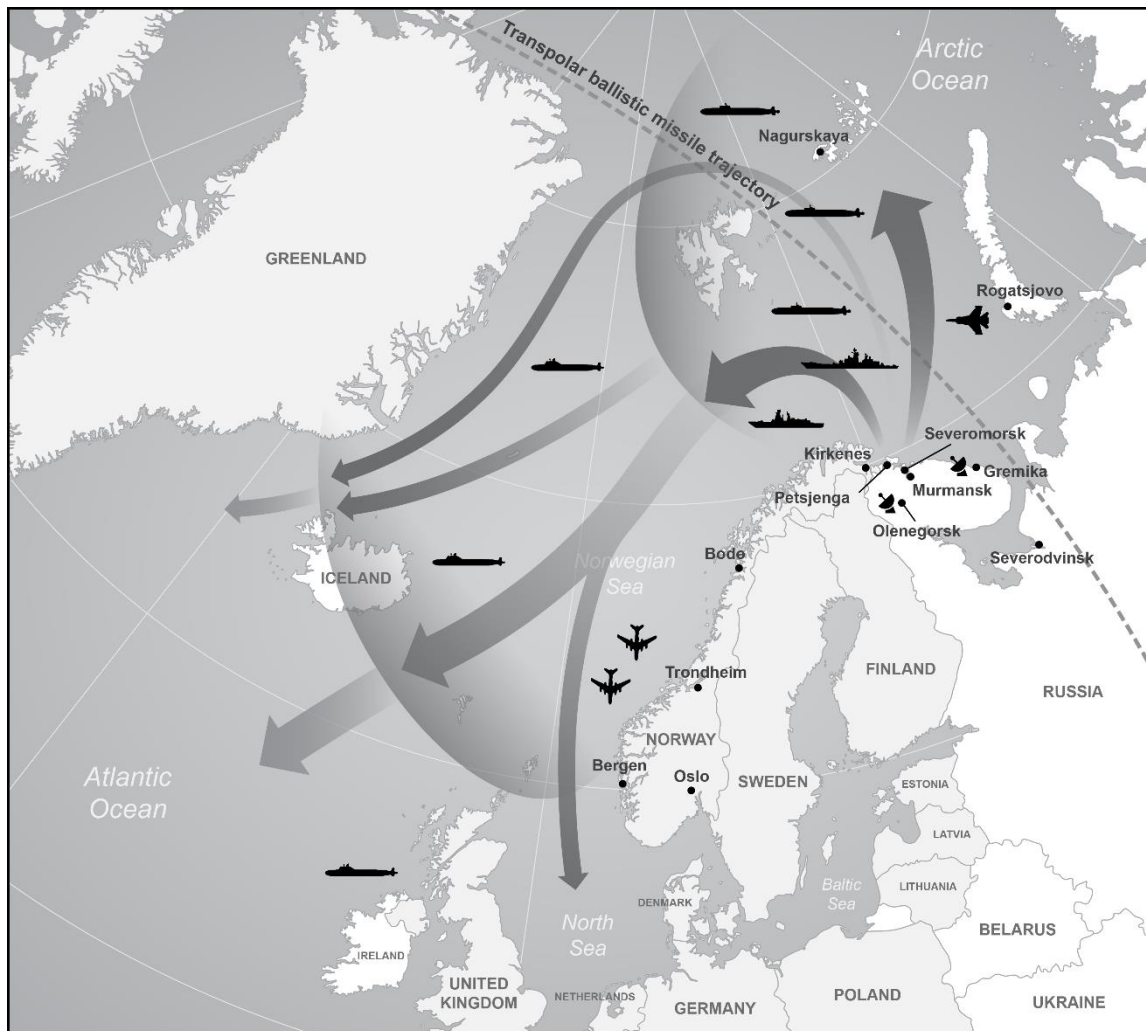 Transpolar ballistic missile trajectory
Arctic
Ocean
Nagurskaya
GREENLAND
Rogatsjovo
Severomorsk
Kirkenes
Gremika
Petsjenga
Murmansk
Olenegorsk
Severodvinsk
Norwegian
Sea
Bodø
ICELAND
Trondheim
FINLAND
RUSSIA
NORWAY
Bergen
Oslo
SWEDEN
Atlantic
Ocean
ESTONIA
LATVIA
LITHUANIA
Baltic
Sea
DENMARK
North
Sea
BELARUS
IRELAND
UNITED
KINGDOM
NETHERLANDS
GERMANY
POLAND
UKRAINE